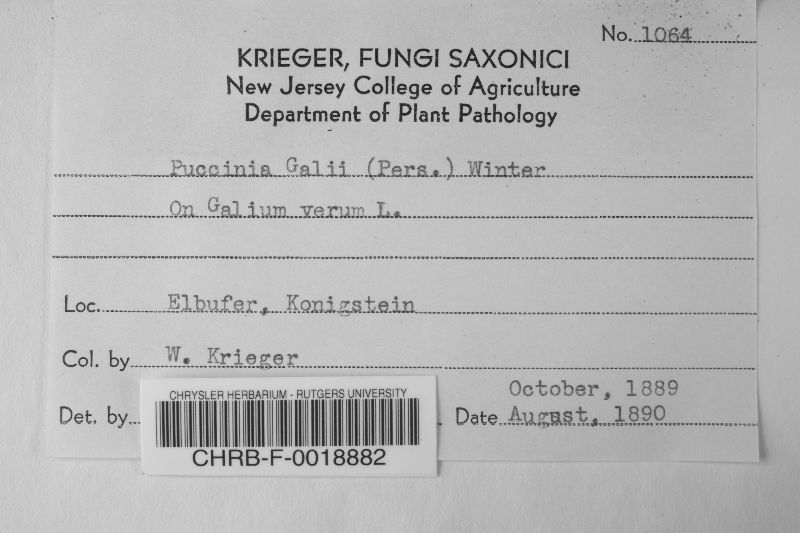 No. 1064
KRIEGER, FUNGI SAXONICI
New Jersey College of Agriculture
Department of Plant Pathology
Puccinia Galii (Pers.) Winter
On Galium verum L.
Loc. Elbufer, Konigstein
Col. by W. Krieger
October, 1889
Det. by Date August, 1890
CHRYSLER HERBARIUM - RUTGERS UNIVERSITY
CHRB-F-0018882